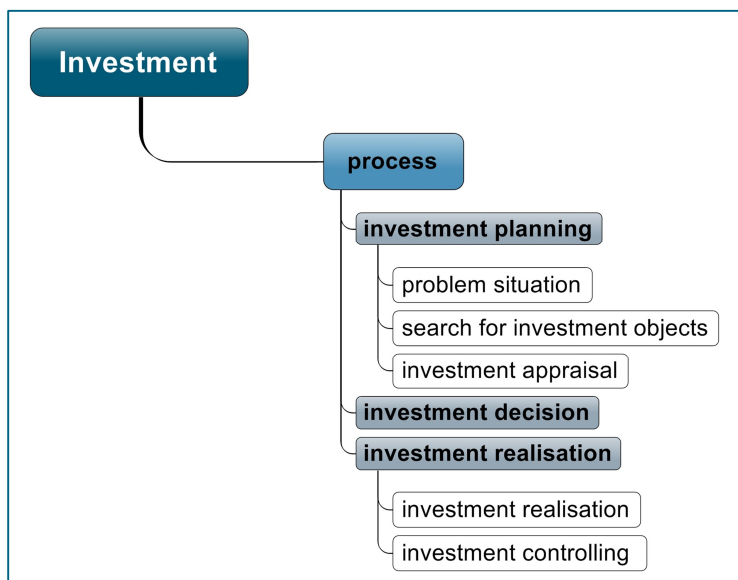 Investment
process
investment planning
problem situation
search for investment objects
investment appraisal
investment decision
investment realisation
investment realisation
investment controlling